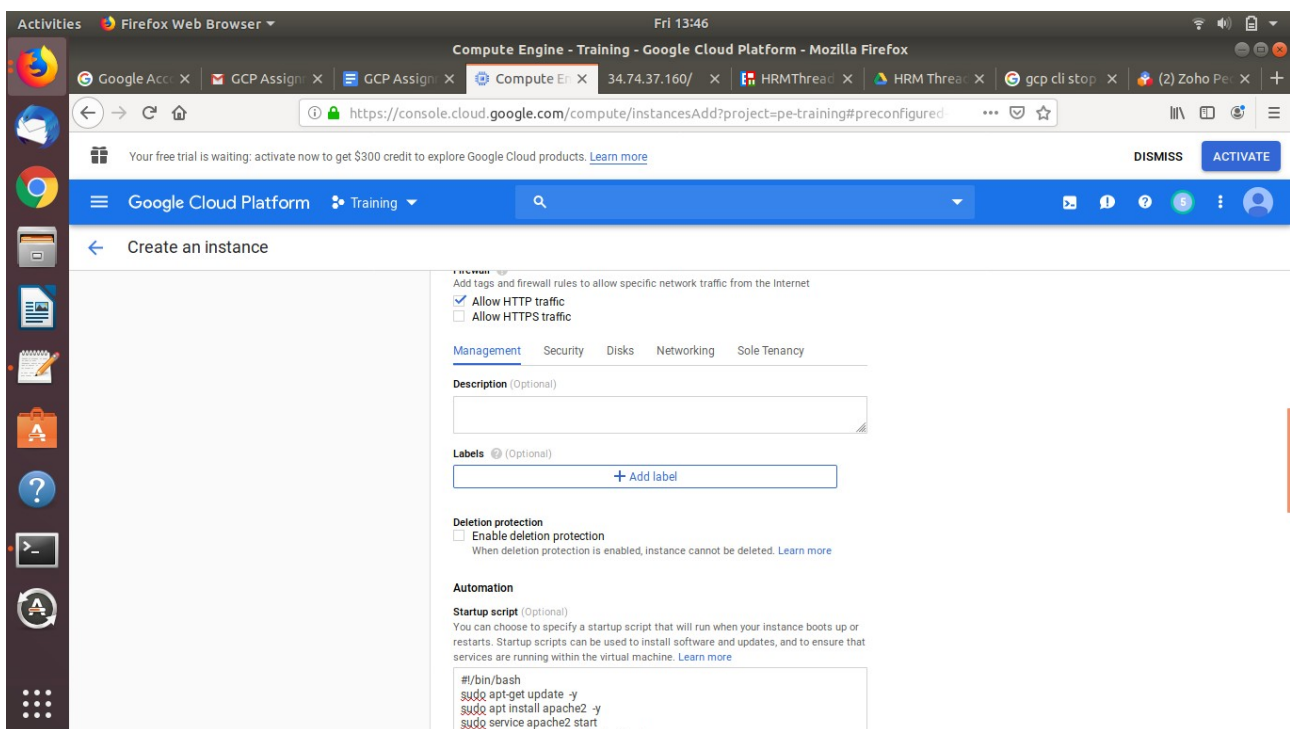 Activities Firefox Web Browser Fri 13:46
Compute Engine - Training - Google Cloud Platform - Mozilla Firefox
Google Acc GCP Assign GCP Assign Compute En 34.74.37.160/ HRMThread HRM Thread gcp cli stop (2) Zoho Pe
https://console.cloud.google.com/compute/instancesAdd?project=pe-training#preconfigured-
Your free trial is waiting: activate now to get $300 credit to explore Google Cloud products. Learn more DISMISS ACTIVATE
Google Cloud Platform Training 5
Create an instance
Firewall
Add tags and firewall rules to allow specific network traffic from the Internet
Allow HTTP traffic
Allow HTTPS traffic
Management Security Disks Networking Sole Tenancy
Description (Optional)
Labels (Optional)
+ Add label
Deletion protection
Enable deletion protection
When deletion protection is enabled, instance cannot be deleted. Learn more
Automation
Startup script (Optional)
You can choose to specify a startup script that will run when your instance boots up or
restarts. Startup scripts can be used to install software and updates, and to ensure that
services are running within the virtual machine. Learn more
#!/bin/bash
sudo apt-get update -y
sudo apt install apache2 -y
sudo service apache2 start